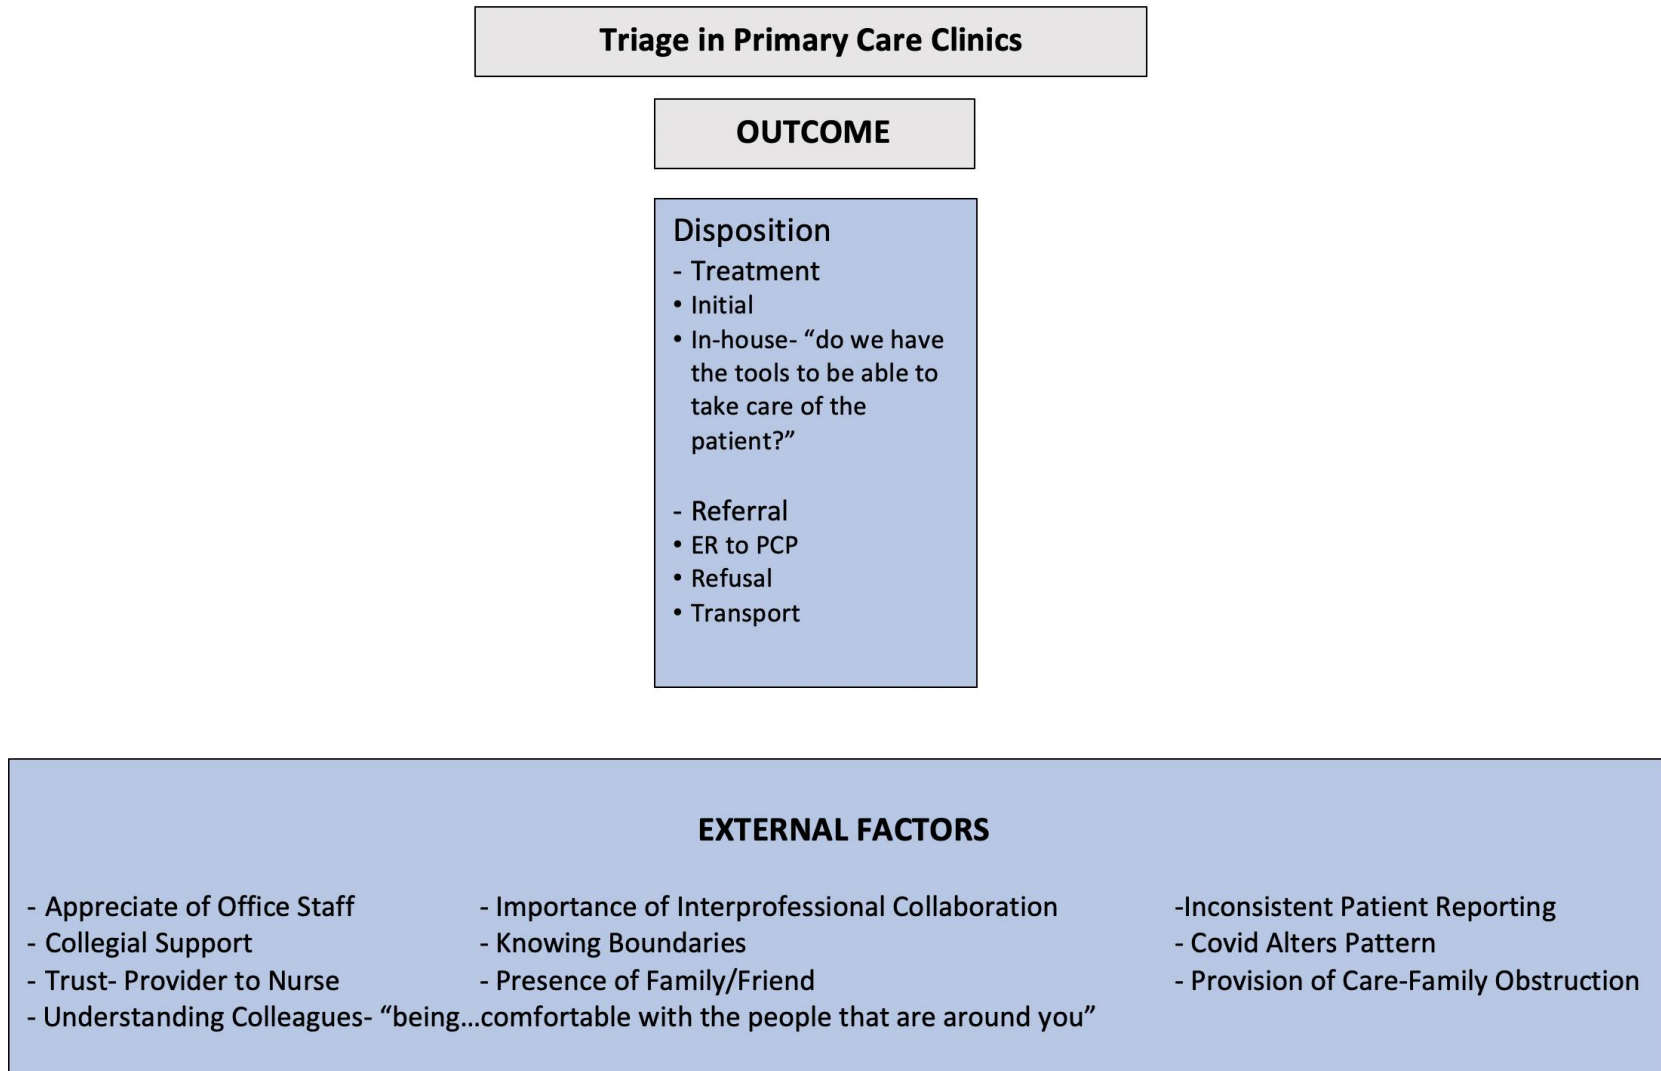 Triage in Primary Care Clinics
OUTCOME
Disposition
- Treatment
• Initial
• In-house- “do we have
the tools to be able to
take care of the
patient?”
- Referral
• ER to PCP
• Refusal
• Transport
EXTERNAL FACTORS
- Appreciate of Office Staff - Importance of Interprofessional Collaboration -Inconsistent Patient Reporting
- Collegial Support - Knowing Boundaries - Covid Alters Pattern
- Trust- Provider to Nurse - Presence of Family/Friend - Provision of Care-Family Obstruction
- Understanding Colleagues- “being...comfortable with the people that are around you”